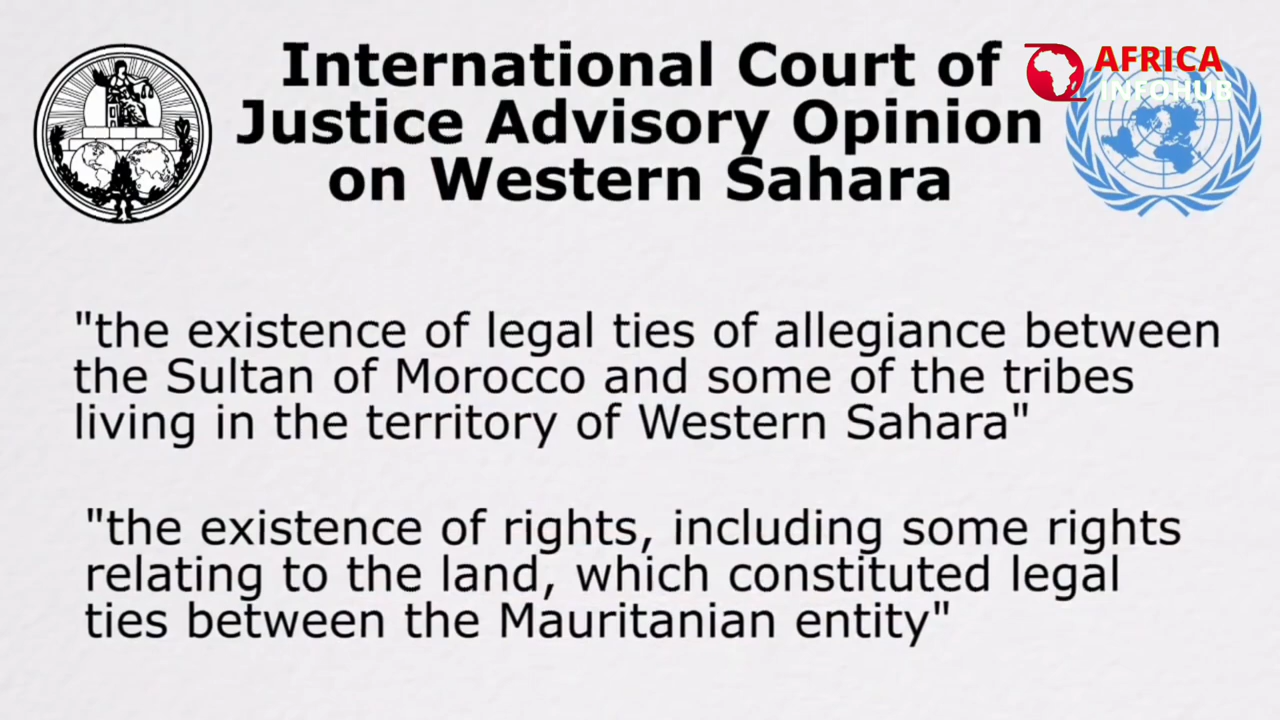 International Court of
Justice Advisory Opinion
on Western Sahara
AFRICA
INFOHUB
"the existence of legal ties of allegiance between
the Sultan of Morocco and some of the tribes
living in the territory of Western Sahara"
"the existence of rights, including some rights
relating to the land, which constituted legal
ties between the Mauritanian entity"